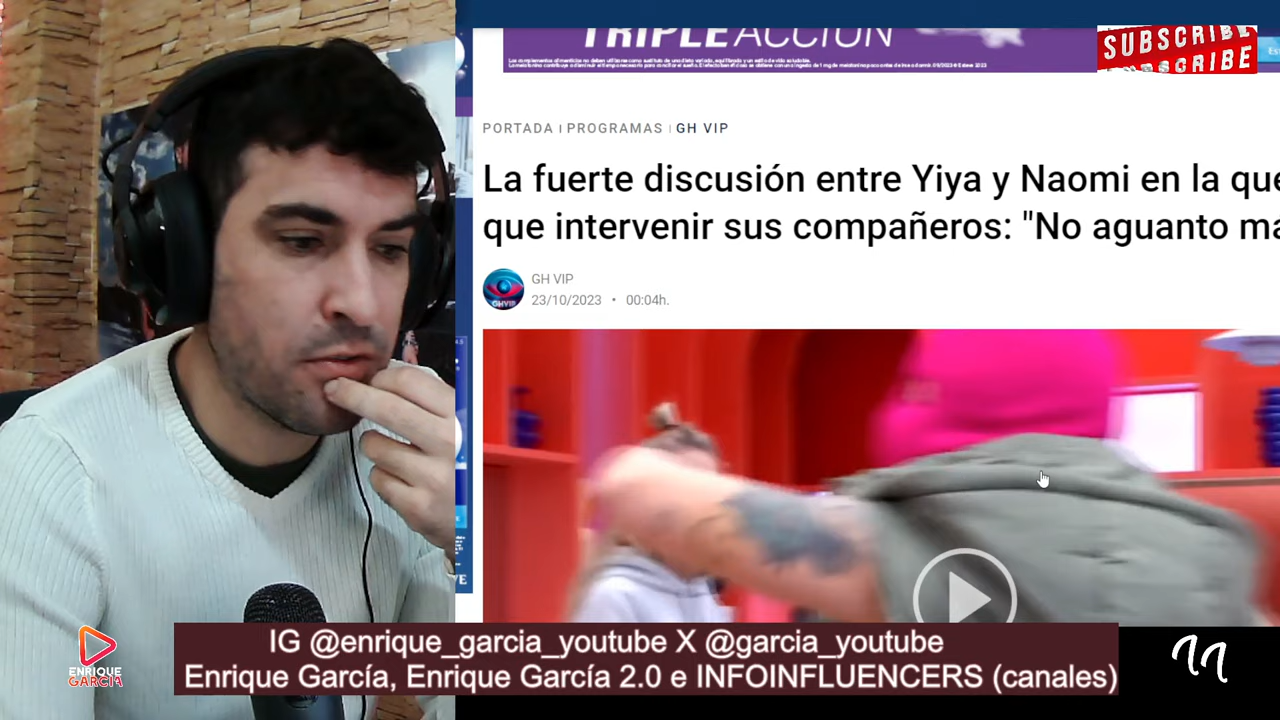 TRIPLE ACCIÓN
SUBSCRIBE
SUBSCRIBE
PORTADA | PROGRAMAS | GH VIP
La fuerte discusión entre Yiya y Naomi en la que
que intervenir sus compañeros: "No aguanto má
GH VIP
23/10/2023 • 00:04h.
IG @enrique_garcia_youtube X @garcia_youtube
Enrique García, Enrique García 2.0 e INFOINFLUENCERS (canales)
ENRIQUE
GARCÍA